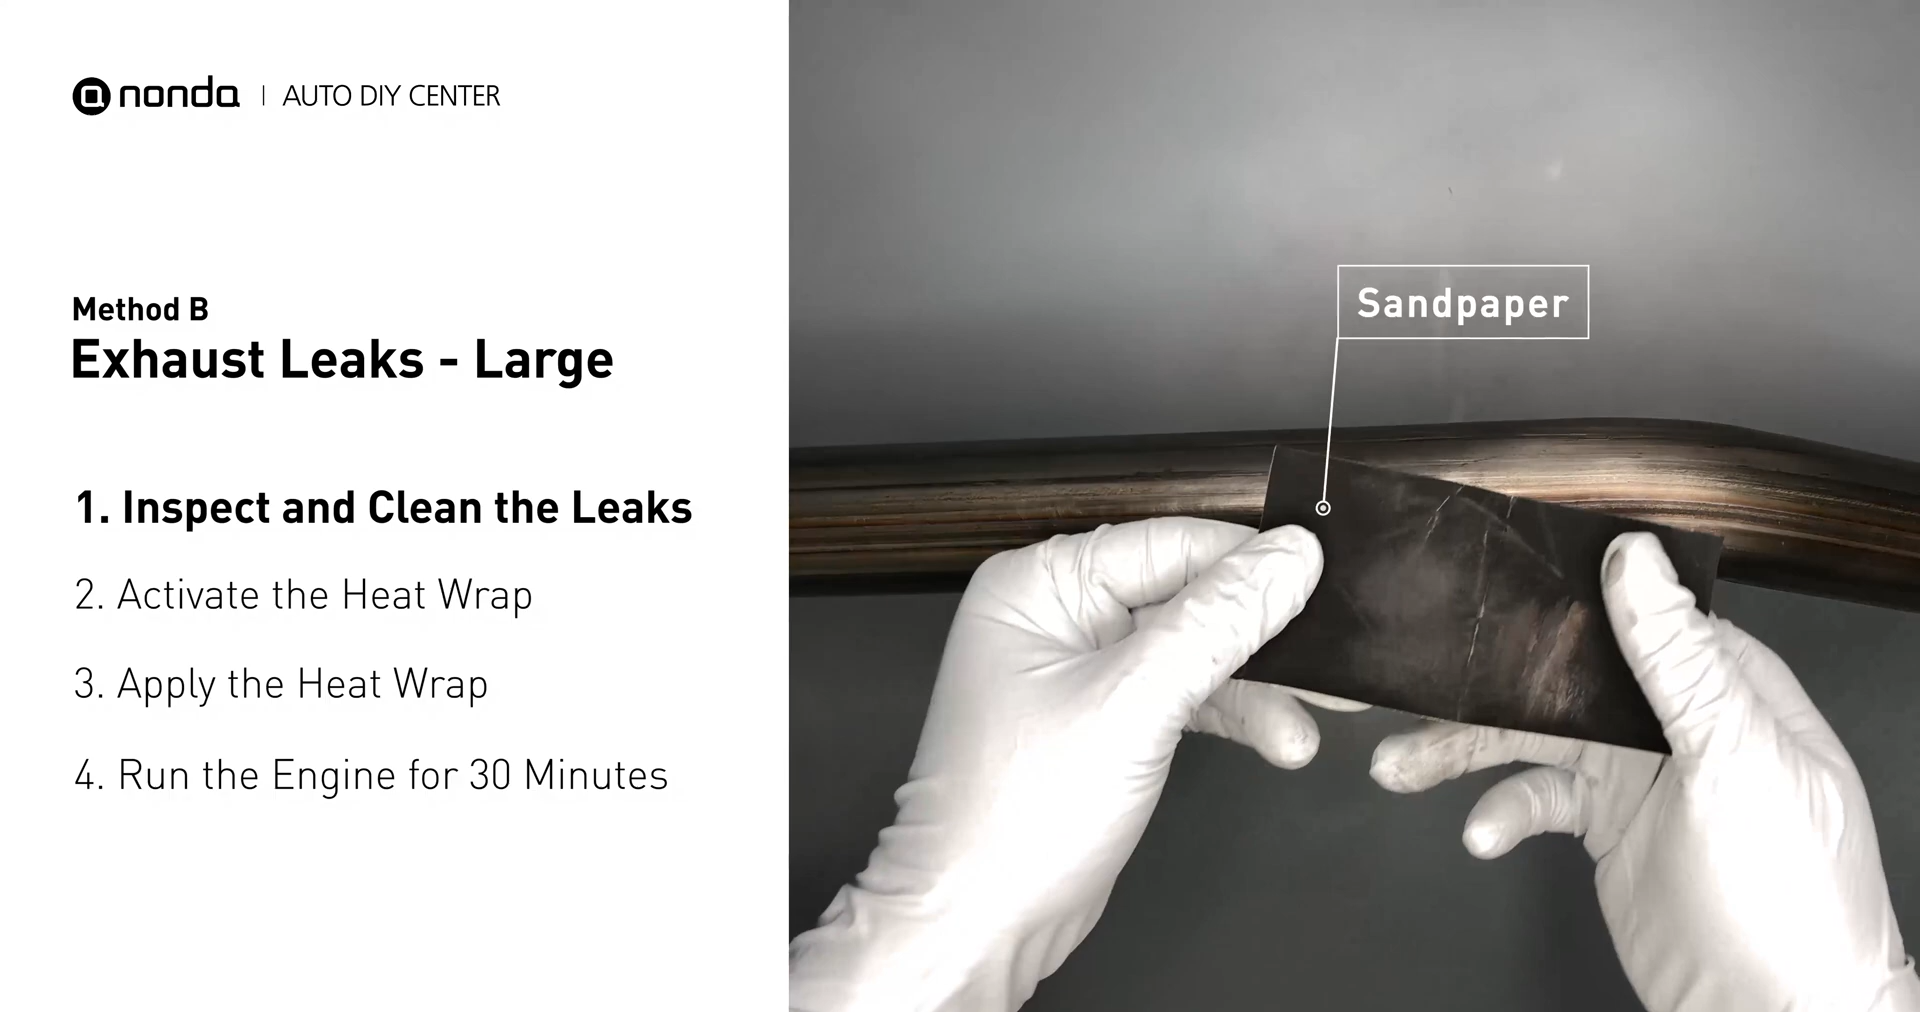 nonda | AUTO DIY CENTER
Method B
Exhaust Leaks - Large
1. Inspect and Clean the Leaks
2. Activate the Heat Wrap
3. Apply the Heat Wrap
4. Run the Engine for 30 Minutes
Sandpaper